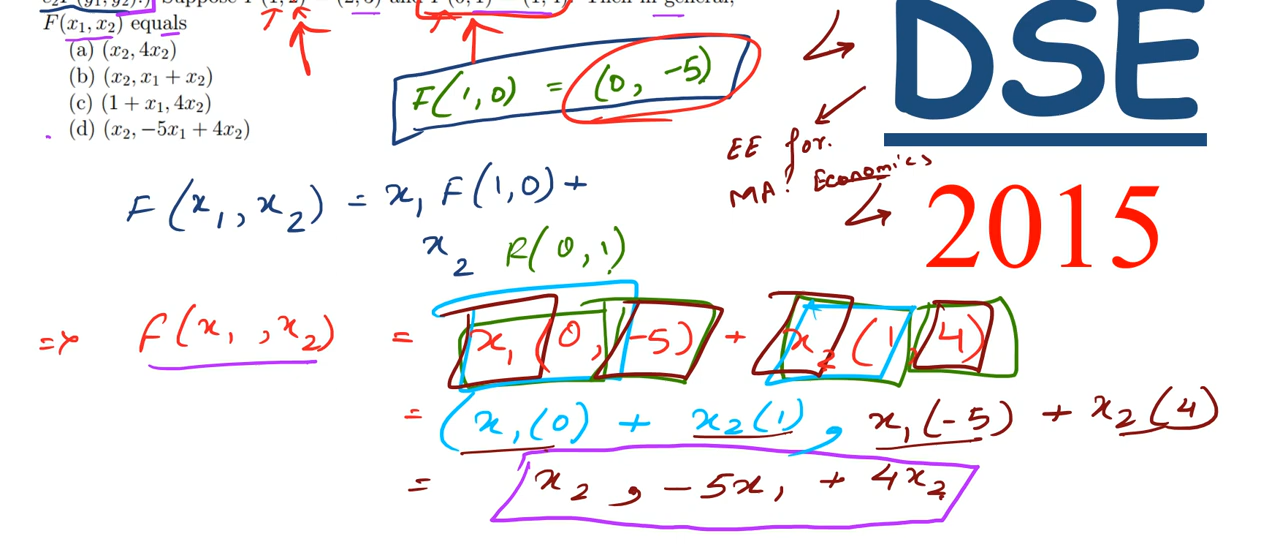 F(x₁, x₂) equals
(a) (x₂, 4x₂)
(b) (x₂, x₁ + x₂)
(c) (1 + x₁, 4x₂)
(d) (x₂, −5x₁ + 4x₂)
F(1,0) = (0, -5)
DSE
EE for.
MA! Economics
2015
F(x₁, x₂) = x₁ F(1,0) +
x₂ R(0,1)
=> F(x₁, x₂) = x₁ (0, -5) + x₂ (1, 4)
= (x₁(0) + x₂(1), x₁(-5) + x₂(4)
= x₂, -5x₁ + 4x₂